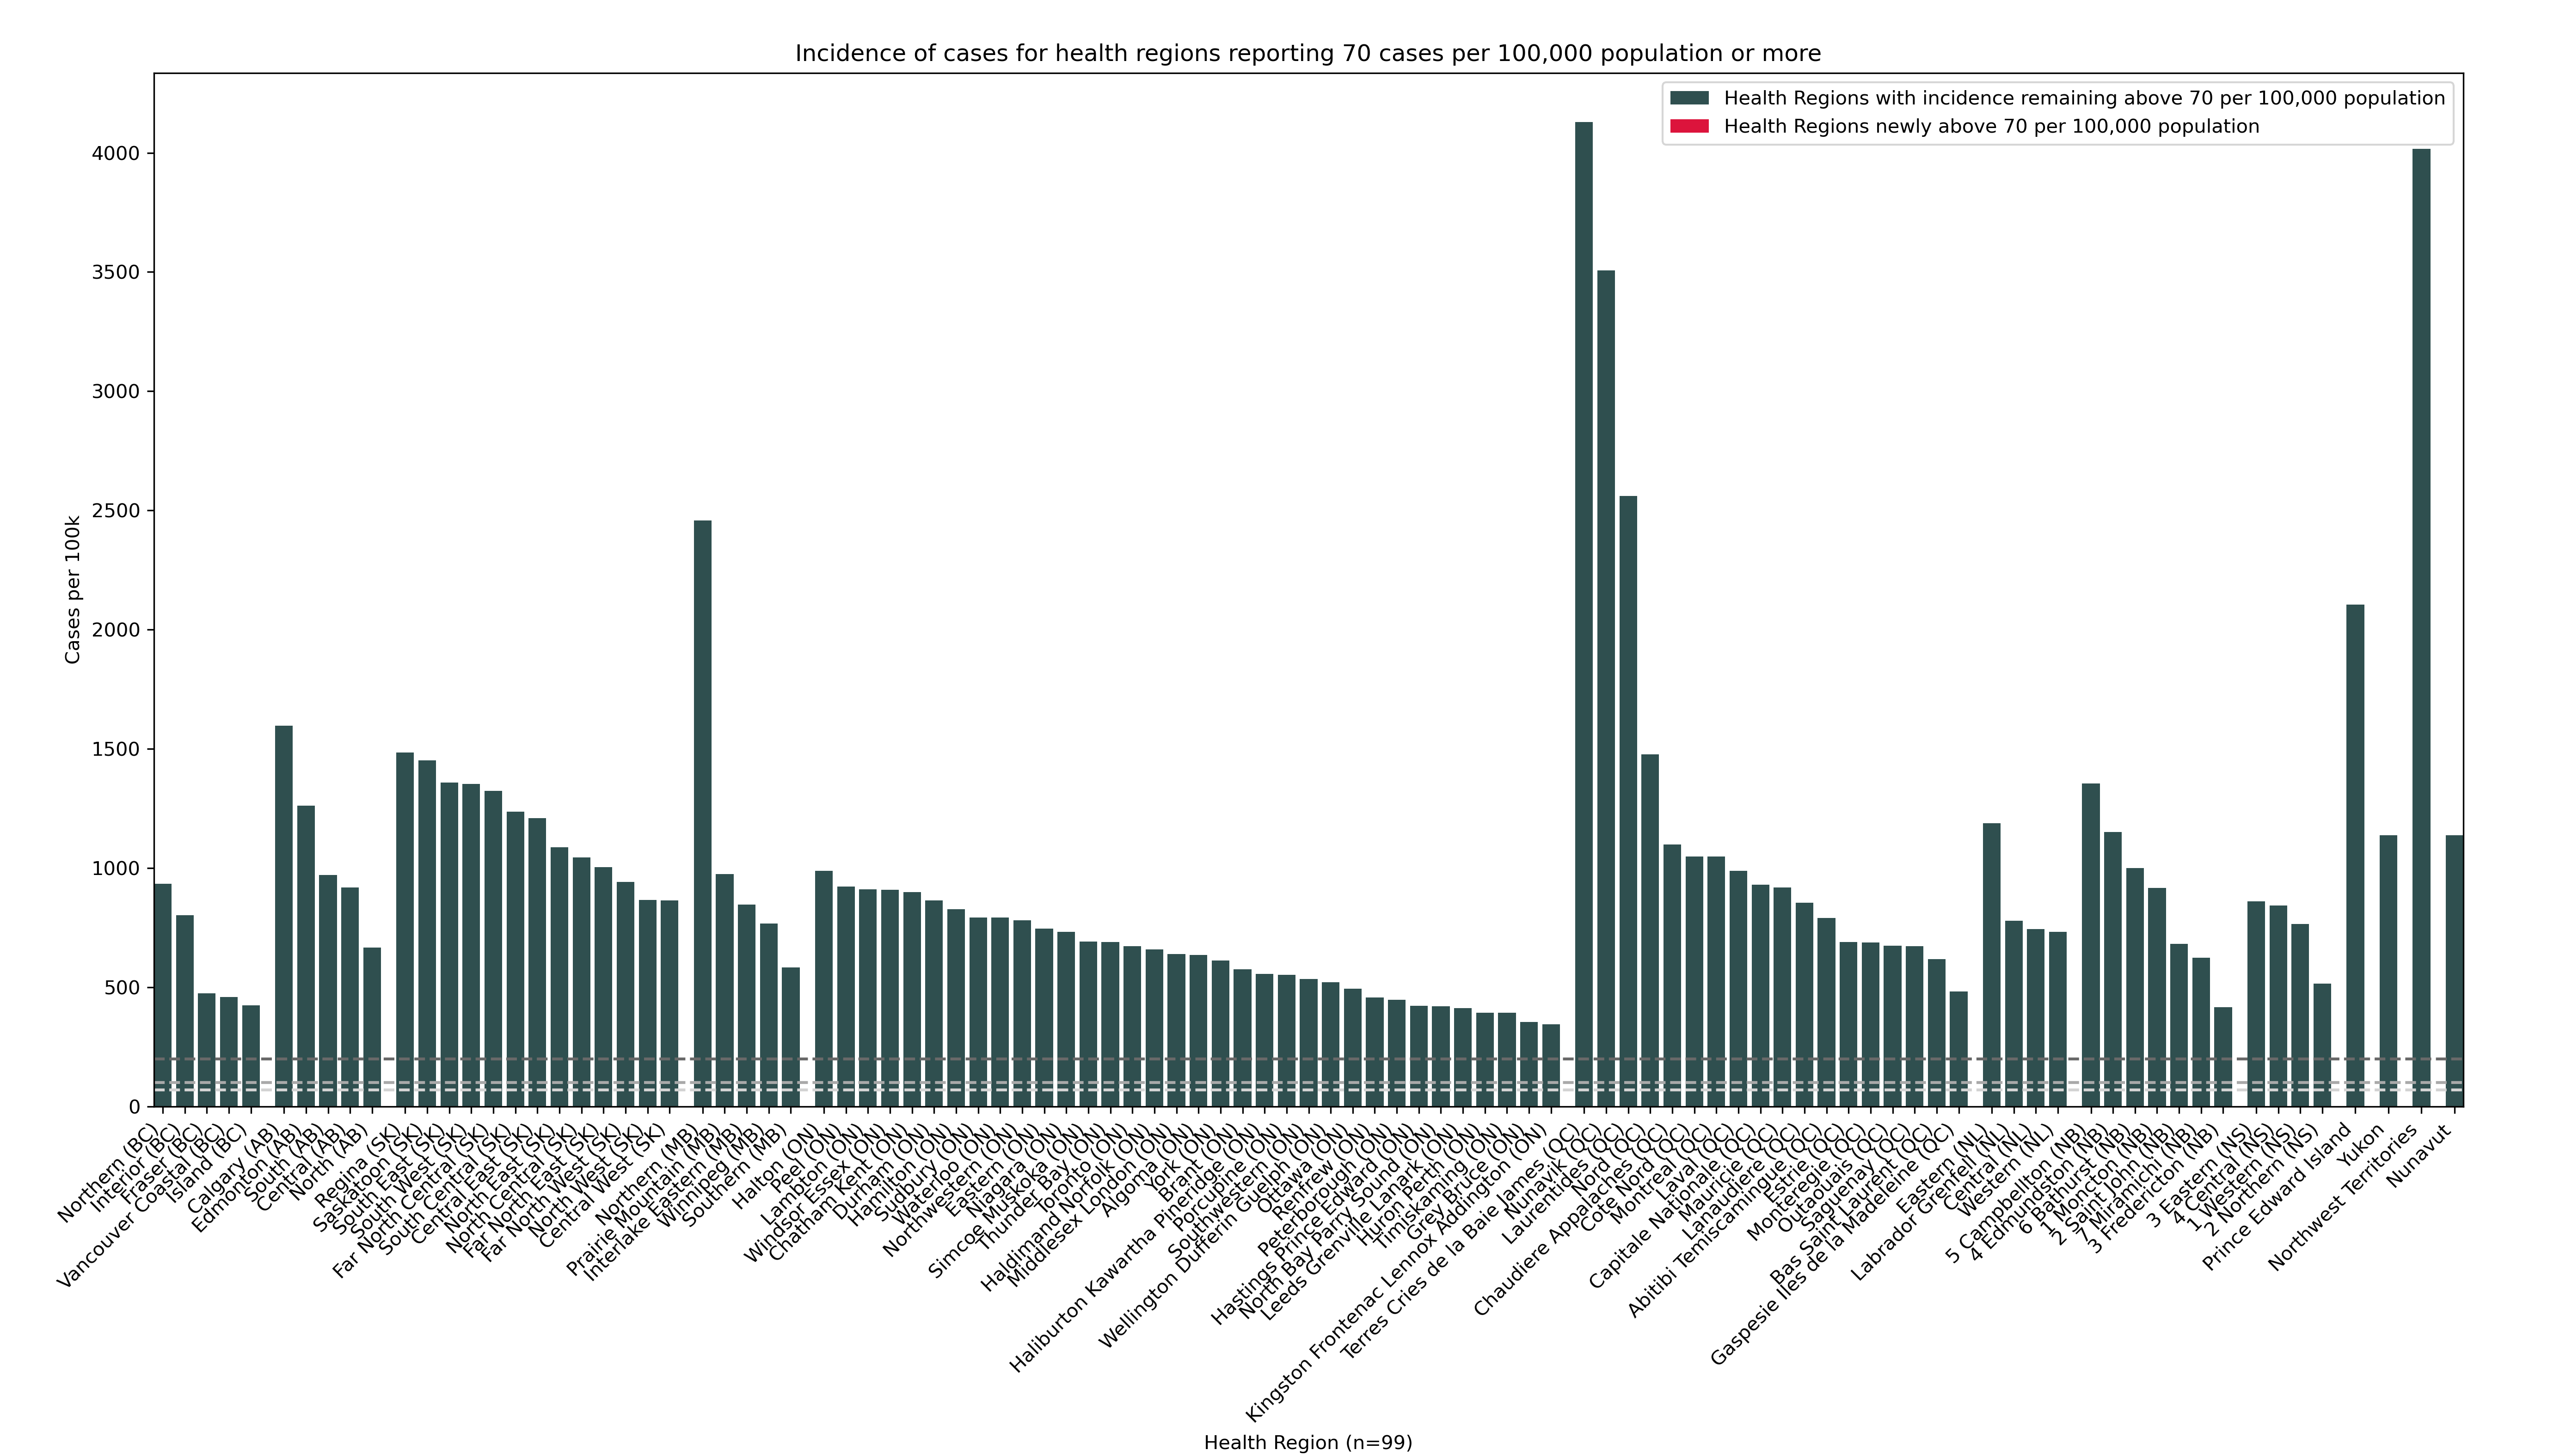 Incidence of cases for health regions reporting 70 cases per 100,000 population or more
Health Regions with incidence remaining above 70 per 100,000 population
Health Regions newly above 70 per 100,000 population
Cases per 100k
4000
3500
3000
2500
2000
1500
1000
500
0
Northern (BC)
Interior (BC)
Fraser (BC)
Vancouver Coastal (BC)
Island (BC)
Calgary (AB)
Edmonton (AB)
South (AB)
Central (AB)
North (AB)
Regina (SK)
Saskatoon (SK)
South East (SK)
South West (SK)
Far North Central (SK)
South Central (SK)
Central East (SK)
North East (SK)
North Central (SK)
Far North East (SK)
Far North West (SK)
North West (SK)
Central West (SK)
Northern (MB)
Prairie Mountain (MB)
Interlake Eastern (MB)
Winnipeg (MB)
Southern (MB)
Halton (ON)
Peel (ON)
Lambton (ON)
Windsor Essex (ON)
Chatham Kent (ON)
Durham (ON)
Hamilton (ON)
Sudbury (ON)
Waterloo (ON)
Northwestern (ON)
Eastern (ON)
Niagara (ON)
Simcoe Muskoka (ON)
Thunder Bay (ON)
Toronto (ON)
Haldimand Norfolk (ON)
Middlesex London (ON)
Algoma (ON)
York (ON)
Brant (ON)
Haliburton Kawartha Pineridge (ON)
Porcupine (ON)
Southwestern (ON)
Wellington Dufferin Guelph (ON)
Ottawa (ON)
Renfrew (ON)
Peterborough (ON)
Hastings Prince Edward (ON)
North Bay Parry Sound (ON)
Leeds Grenville Lanark (ON)
Huron Perth (ON)
Timiskaming (ON)
Grey Bruce (ON)
Kingston Frontenac Lennox Addington (ON)
Terres Cries de la Baie James (QC)
Nunavik (QC)
Laurentides (QC)
Nord (QC)
Chaudiere Appalaches (QC)
Cote Nord (QC)
Montreal (QC)
Laval (QC)
Capitale Nationale (QC)
Mauricie (QC)
Lanaudiere (QC)
Abitibi Temiscamingue (QC)
Estrie (QC)
Monteregie (QC)
Outaouais (QC)
Saguenay (QC)
Bas Saint Laurent (QC)
Gaspesie Iles de la Madeleine (QC)
Eastern (NL)
Labrador Grenfell (NL)
Central (NL)
Western (NL)
5 Campbellton (NB)
4 Edmundston (NB)
6 Bathurst (NB)
1 Moncton (NB)
2 Saint John (NB)
7 Miramichi (NB)
3 Fredericton (NB)
3 Eastern (NS)
4 Central (NS)
1 Western (NS)
2 Northern (NS)
Prince Edward Island
Yukon
Northwest Territories
Nunavut
Health Region (n=99)